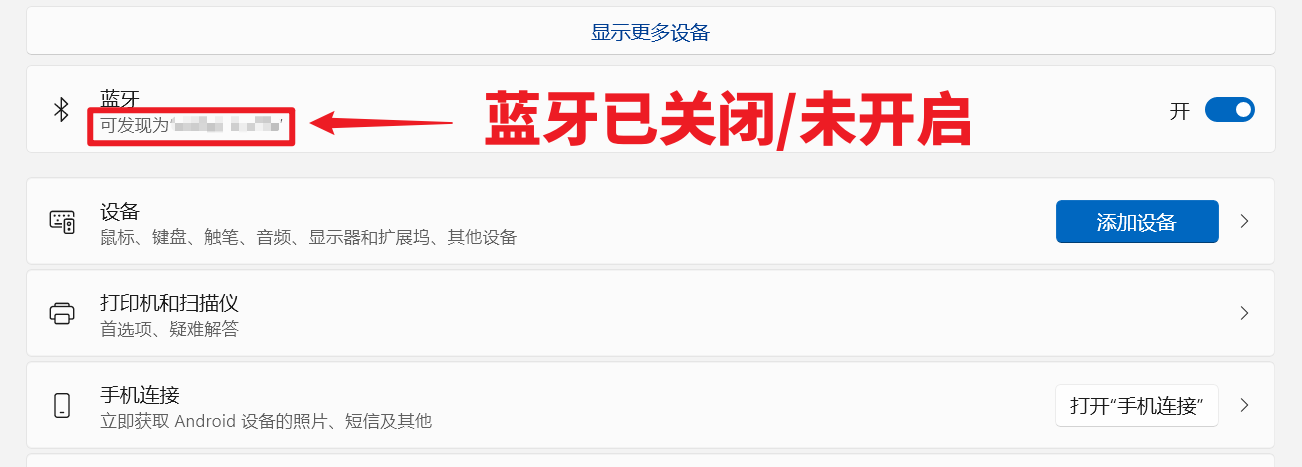 显示更多设备
蓝牙
可发现为“
蓝牙已关闭/未开启
开
设备
鼠标、键盘、触笔、音频、显示器和扩展坞、其他设备
添加设备
打印机和扫描仪
首选项、疑难解答
手机连接
立即获取 Android 设备的照片、短信及其他
打开“手机连接”